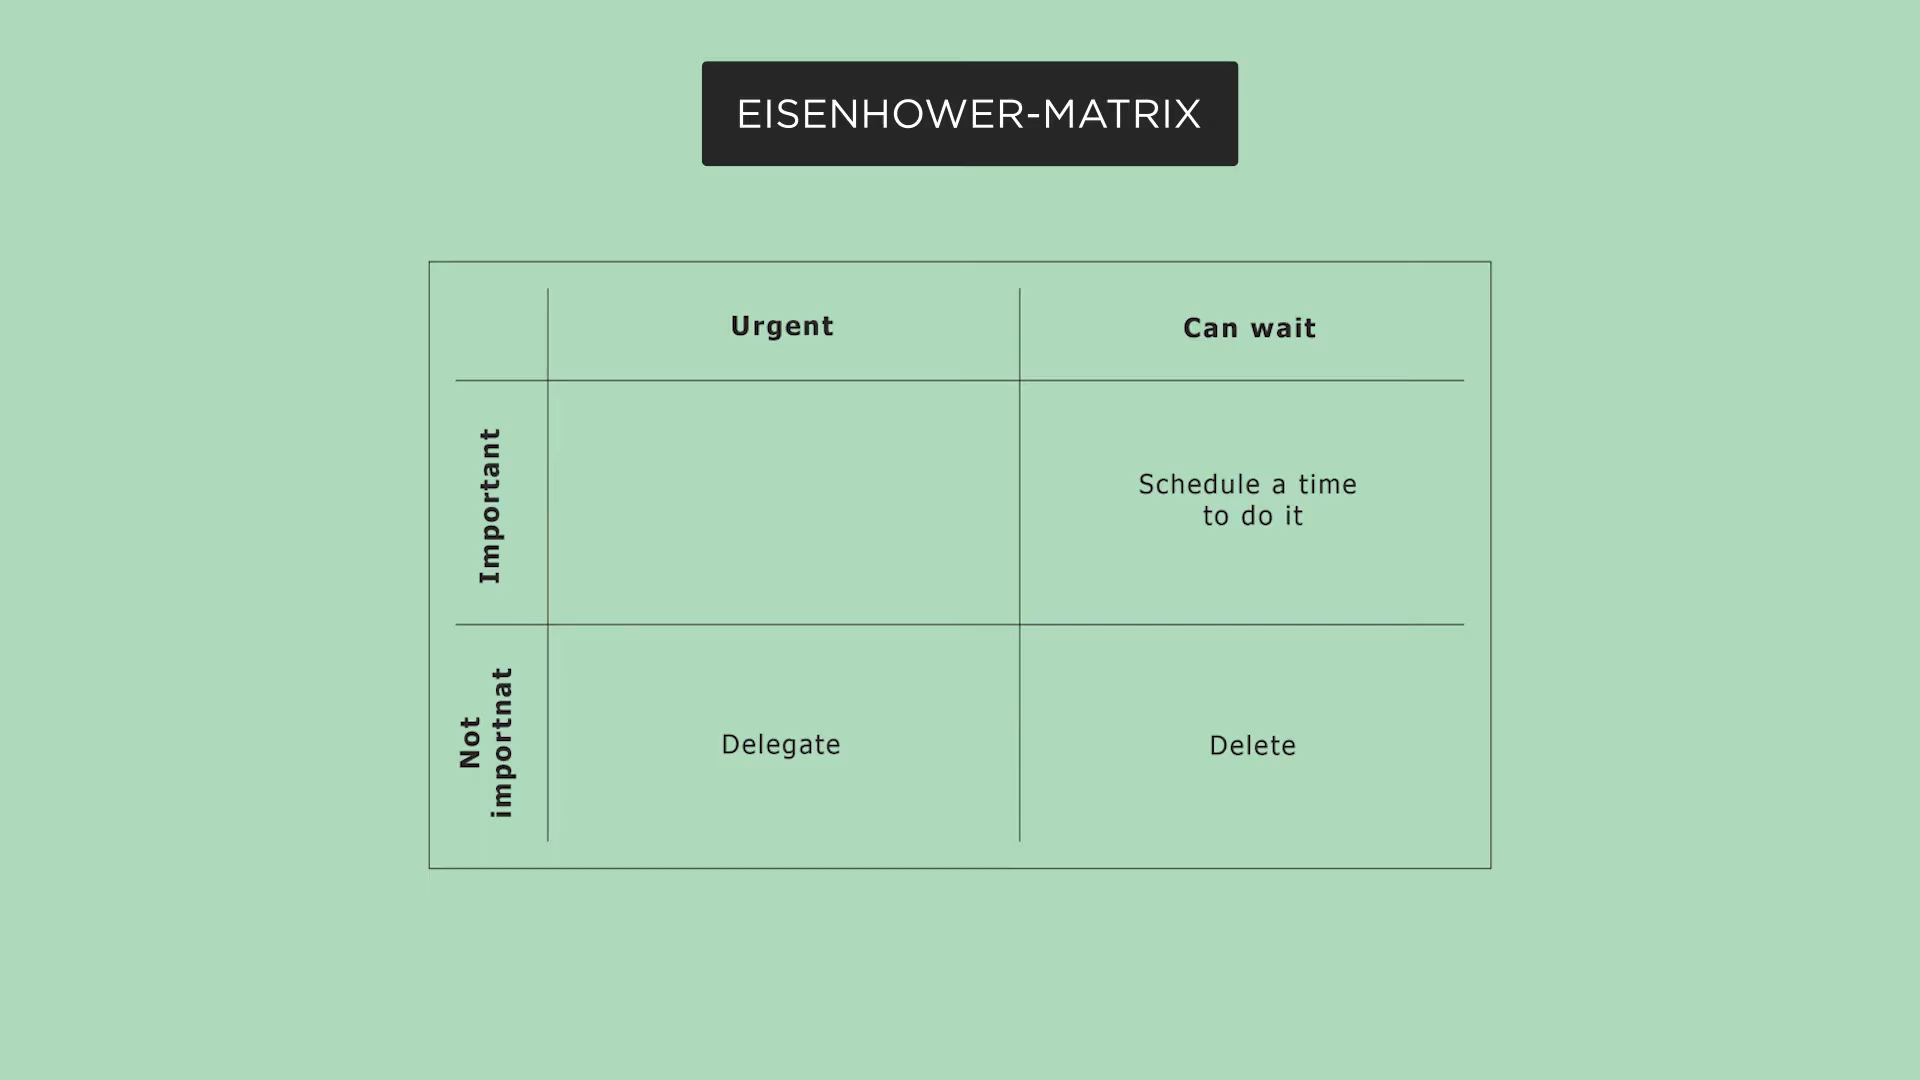 EISENHOWER-MATRIX
Urgent
Can wait
Important
Schedule a time
to do it
Not
importnat
Delegate
Delete